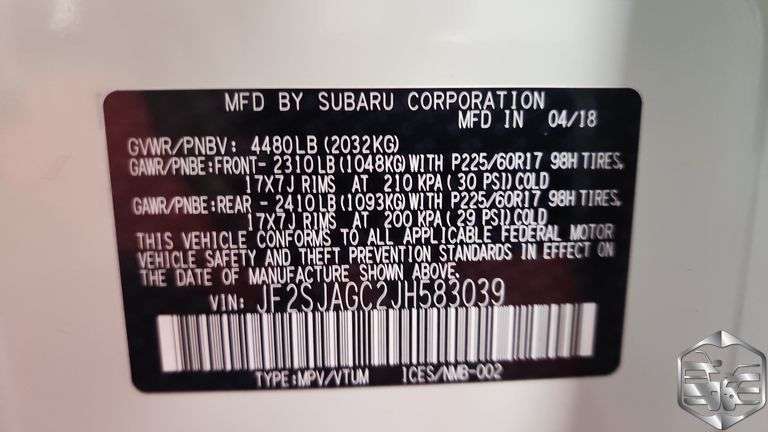 MFD BY SUBARU CORPORATION
MFD IN 04/18
GVWR/PNBV: 4480LB (2032KG)
GAWR/PNBE:FRONT- 2310 LB (1048KG) WITH P225/60R17 98H TIRES,
17X7J RIMS AT 210 KPA (30 PSI) COLD
GAWR/PNBE:REAR - 2410 LB (1093KG) WITH P225/60R17 98H TIRES,
17X7J RIMS AT 200 KPA (29 PSI) COLD
THIS VEHICLE CONFORMS TO ALL APPLICABLE FEDERAL MOTOR
VEHICLE SAFETY AND THEFT PREVENTION STANDARDS IN EFFECT ON
THE DATE OF MANUFACTURE SHOWN ABOVE.
VIN: JF2SJAGC2JH583039
TYPE:MPV/VTUM ICES/NMB-002